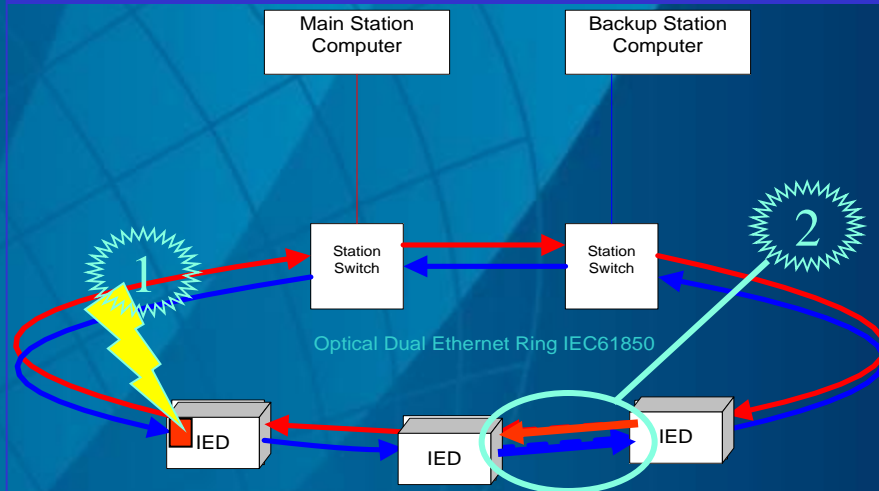 Main Station
Computer
Backup Station
Computer
1
2
Station
Switch
Station
Switch
Optical Dual Ethernet Ring IEC61850
IED
IED
IED